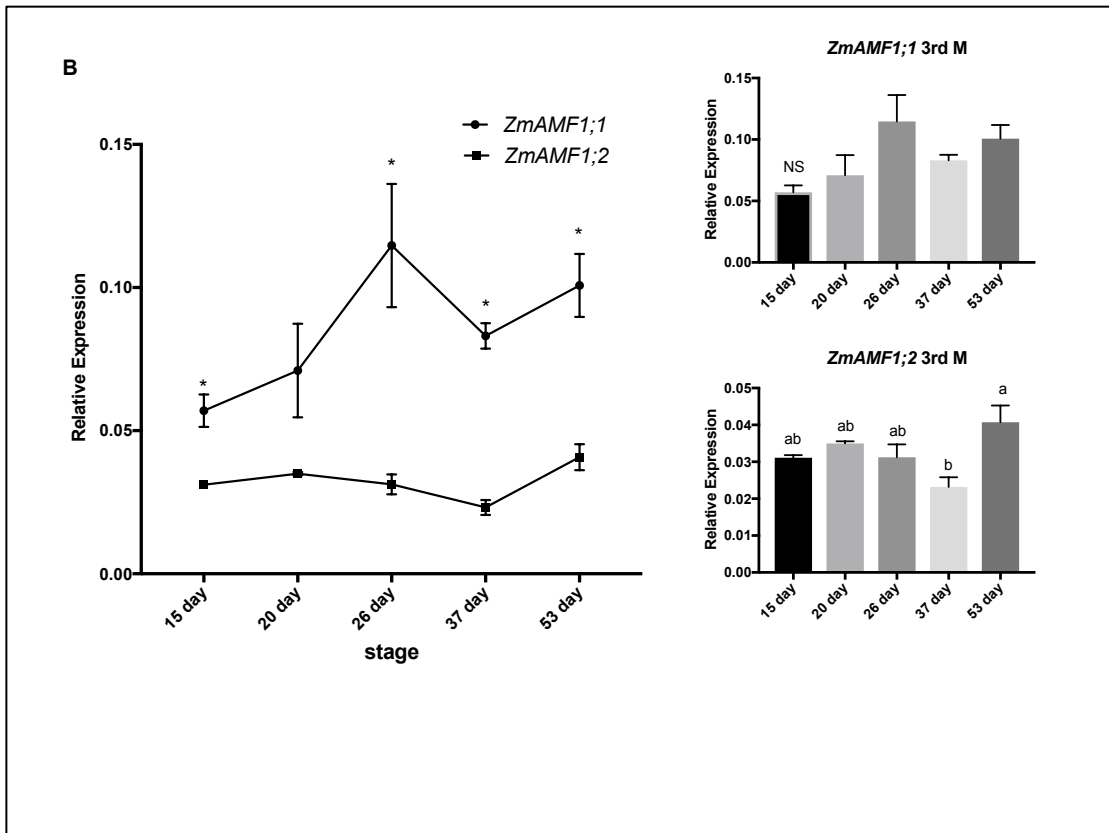 B
ZmAMF1;1
ZmAMF1;2
Relative Expression
0.15
0.10
0.05
0.00
*
*
*
*
15 day
20 day
26 day
37 day
53 day
stage
ZmAMF1;1 3rd M
Relative Expression
0.15
0.10
0.05
0.00
NS
15 day
20 day
26 day
37 day
53 day
ZmAMF1;2 3rd M
Relative Expression
0.05
0.04
0.03
0.02
0.01
0.00
ab
ab
ab
b
a
15 day
20 day
26 day
37 day
53 day